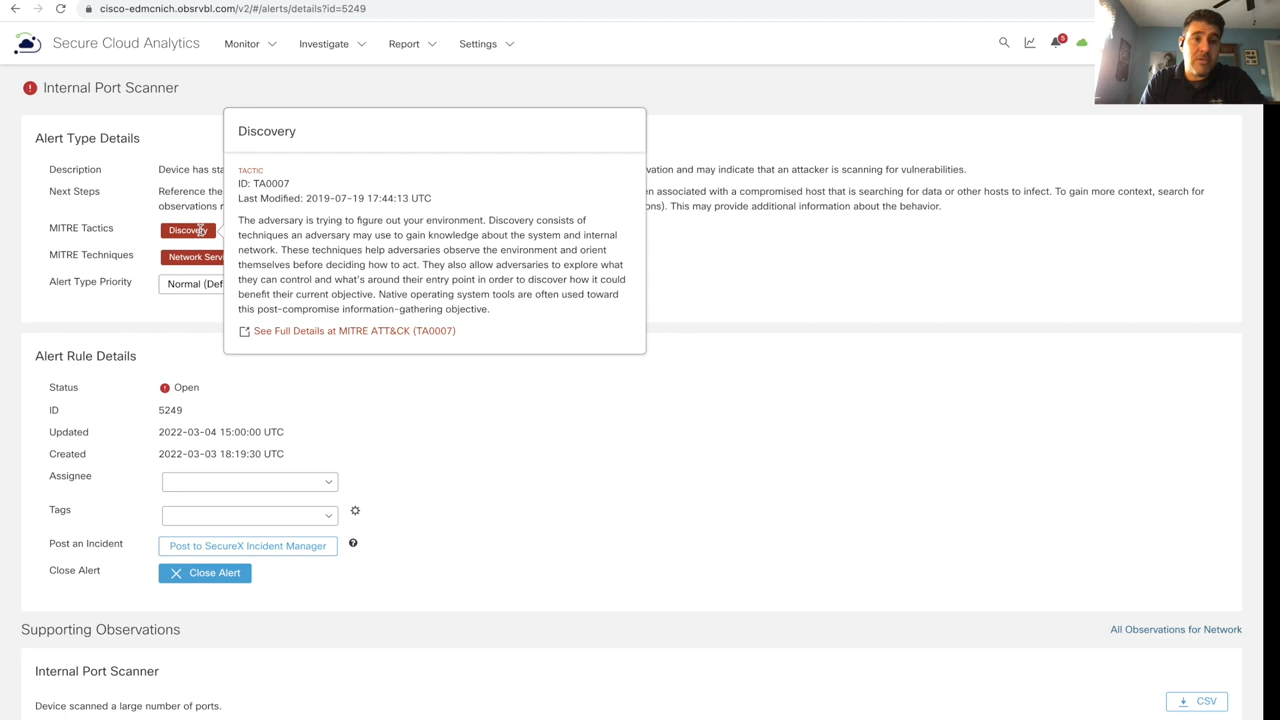 cisco-edmcnich.obsrvbl.com/v2/#/alerts/details?id=5249
Secure Cloud Analytics
Monitor
Investigate
Report
Settings
5
Internal Port Scanner
Alert Type Details
Description
Device has sta
vation and may indicate that an attacker is scanning for vulnerabilities.
Next Steps
Reference the
en associated with a compromised host that is searching for data or other hosts to infect. To gain more context, search for
observations r
ons). This may provide additional information about the behavior.
MITRE Tactics
Discovery
MITRE Techniques
Network Servi
Alert Type Priority
Normal (Def
Discovery
TACTIC
ID: TA0007
Last Modified: 2019-07-19 17:44:13 UTC
The adversary is trying to figure out your environment. Discovery consists of
techniques an adversary may use to gain knowledge about the system and internal
network. These techniques help adversaries observe the environment and orient
themselves before deciding how to act. They also allow adversaries to explore what
they can control and what's around their entry point in order to discover how it could
benefit their current objective. Native operating system tools are often used toward
this post-compromise information-gathering objective.
See Full Details at MITRE ATT&CK (TA0007)
Alert Rule Details
Status
Open
ID
5249
Updated
2022-03-04 15:00:00 UTC
Created
2022-03-03 18:19:30 UTC
Assignee
Tags
Post an Incident
Post to SecureX Incident Manager
Close Alert
Close Alert
Supporting Observations
All Observations for Network
Internal Port Scanner
Device scanned a large number of ports.
CSV